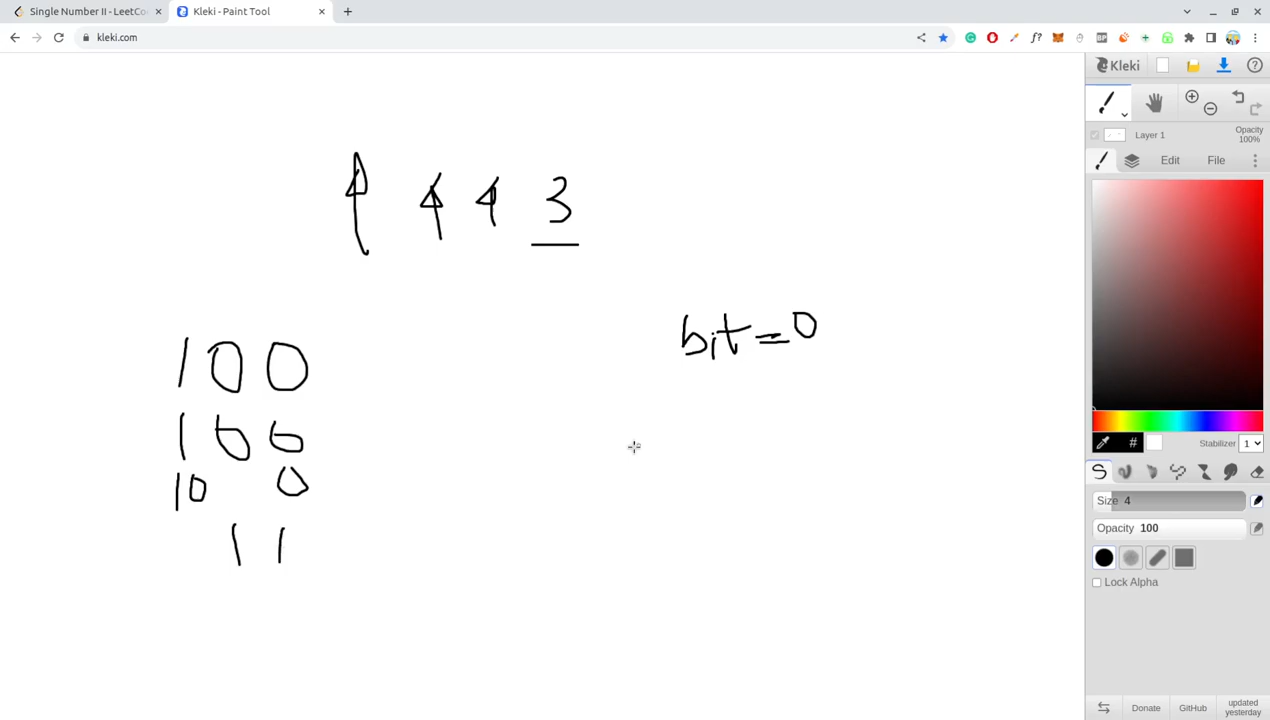 Single Number II - LeetCo
Kleki - Paint Tool
kleki.com
Kleki
Layer 1
Opacity
100%
Edit
File
4 4 4 3
bit = 0
1 0 0
1 0 0
1 0 0
1 1
#
Stabilizer 1
Size 4
Opacity 100
Lock Alpha
Donate
GitHub
updated
yesterday